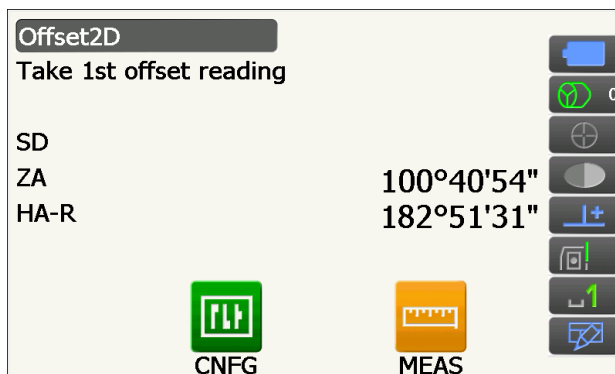 Offset2D
Take 1st offset reading
SD
ZA 100°40'54"
HA-R 182°51'31"
CNFG MEAS